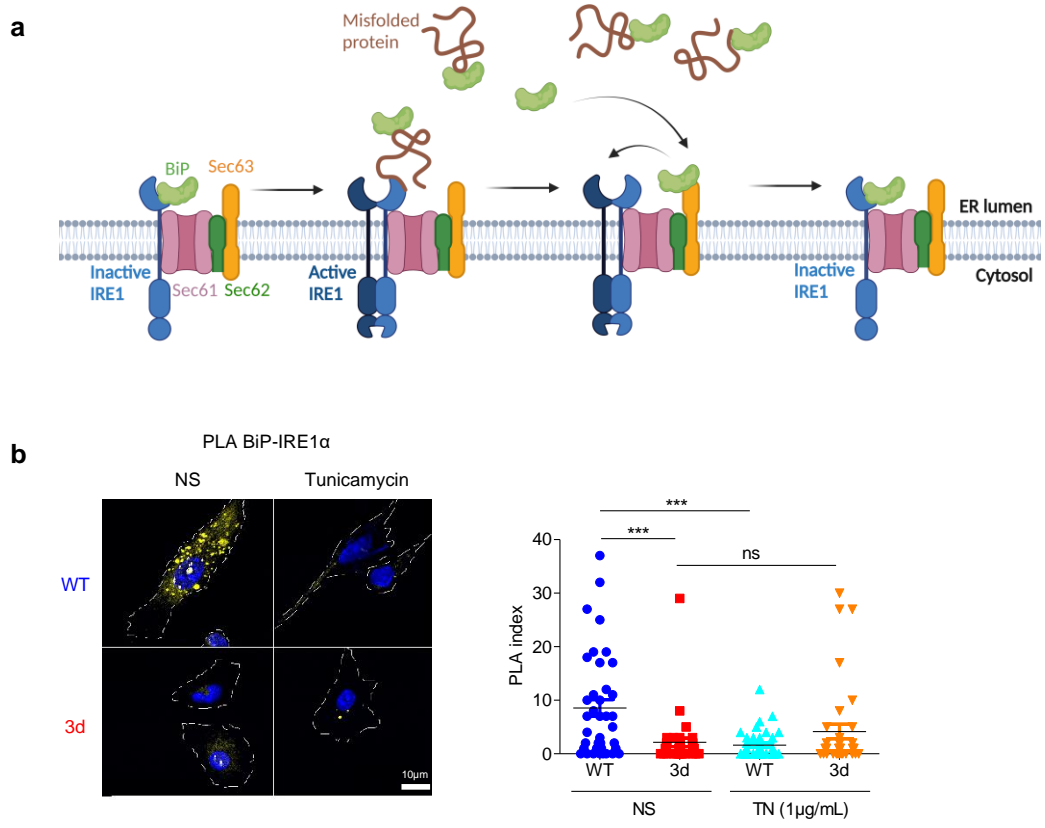 a
Misfolded
protein
BiP
Sec63
Inactive
IRE1
Sec61
Sec62
Active
IRE1
Inactive
IRE1
ER lumen
Cytosol
b
PLA BiP-IRE1α
NS
Tunicamycin
WT
3d
10µm
***
***
ns
PLA index
40
30
20
10
0
WT
3d
WT
3d
NS
TN (1µg/mL)